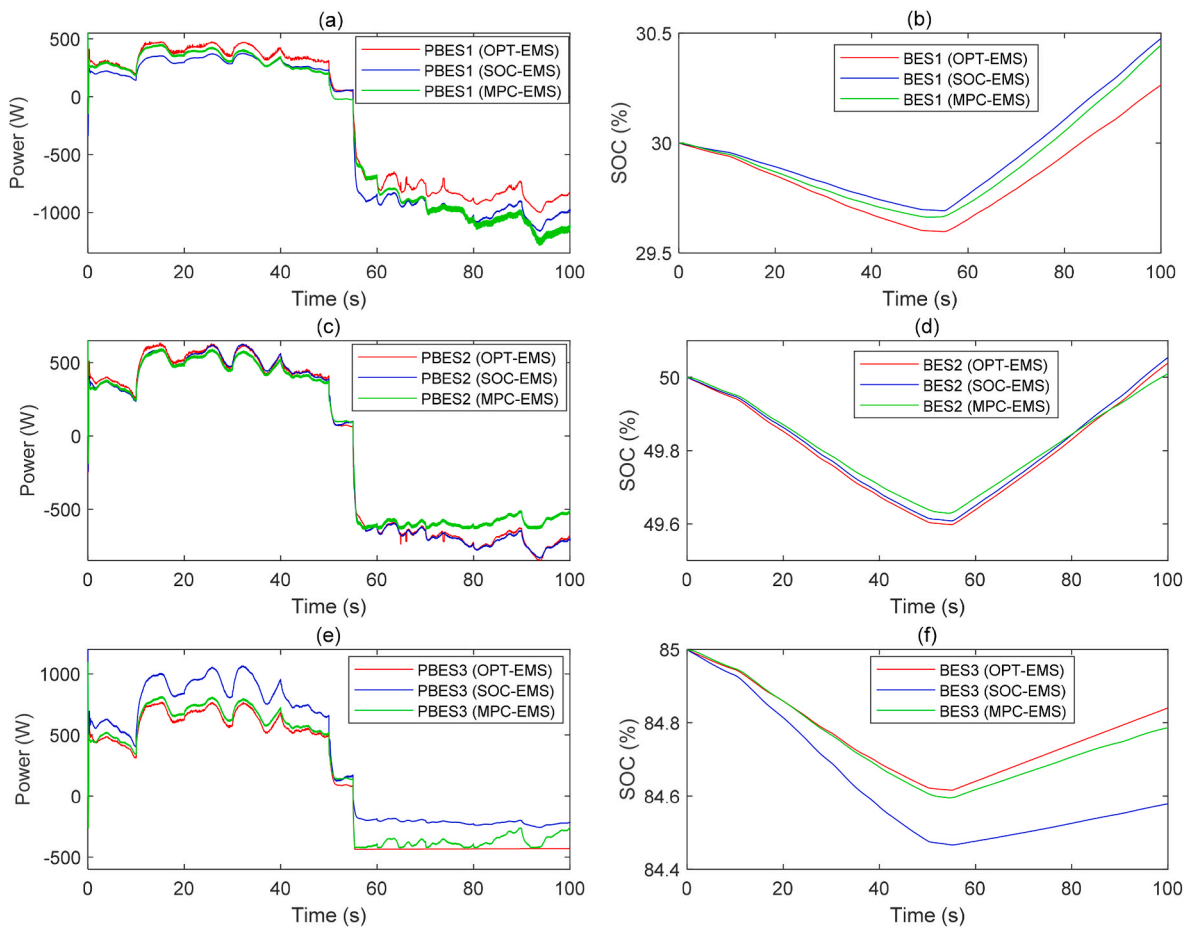 (a)
500
0
-500
-1000
Power (W)
PBES1 (OPT-EMS)
PBES1 (SOC-EMS)
PBES1 (MPC-EMS)
0 20 40 60 80 100
Time (s)
(b)
30.5
30
29.5
SOC (%)
BES1 (OPT-EMS)
BES1 (SOC-EMS)
BES1 (MPC-EMS)
0 20 40 60 80 100
Time (s)
(c)
500
0
-500
Power (W)
PBES2 (OPT-EMS)
PBES2 (SOC-EMS)
PBES2 (MPC-EMS)
0 20 40 60 80 100
Time (s)
(d)
50
49.8
49.6
SOC (%)
BES2 (OPT-EMS)
BES2 (SOC-EMS)
BES2 (MPC-EMS)
0 20 40 60 80 100
Time (s)
(e)
1000
500
0
-500
Power (W)
PBES3 (OPT-EMS)
PBES3 (SOC-EMS)
PBES3 (MPC-EMS)
0 20 40 60 80 100
Time (s)
(f)
85
84.8
84.6
84.4
SOC (%)
BES3 (OPT-EMS)
BES3 (SOC-EMS)
BES3 (MPC-EMS)
0 20 40 60 80 100
Time (s)